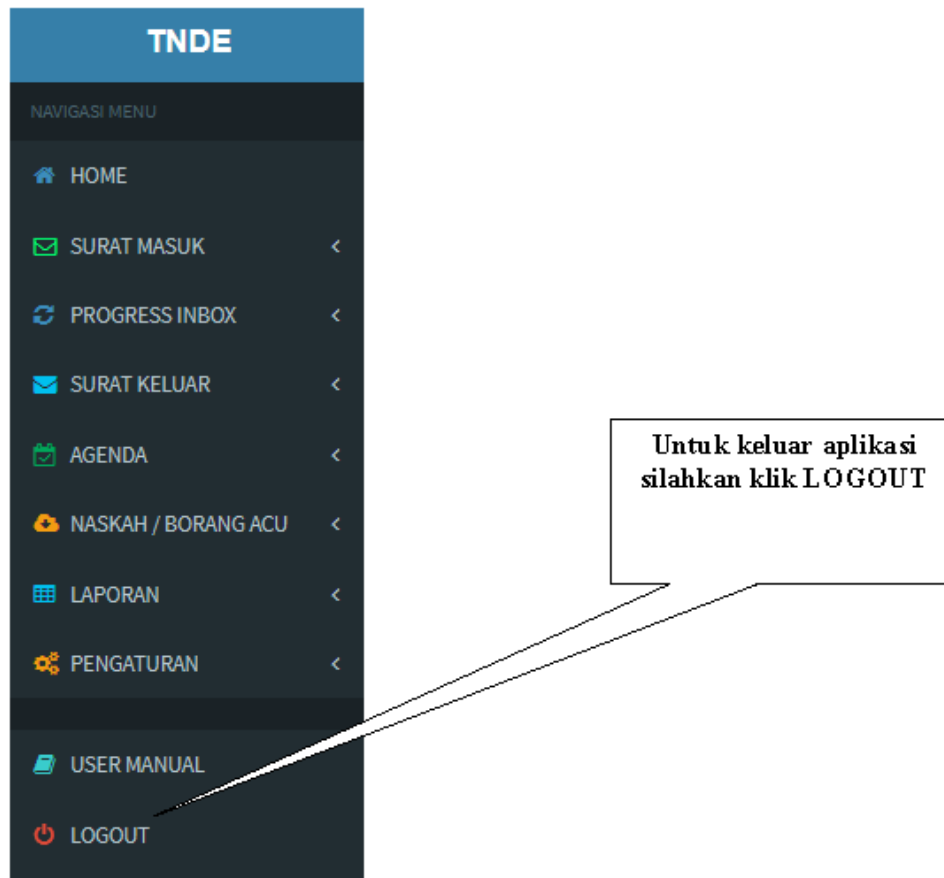 TNDE
NAVIGASI MENU
HOME
SURAT MASUK
PROGRESS INBOX
SURAT KELUAR
AGENDA
NASKAH / BORANG ACU
LAPORAN
PENGATURAN
USER MANUAL
LOGOUT
Untuk keluar aplikasi
silahkan klik LOGOUT